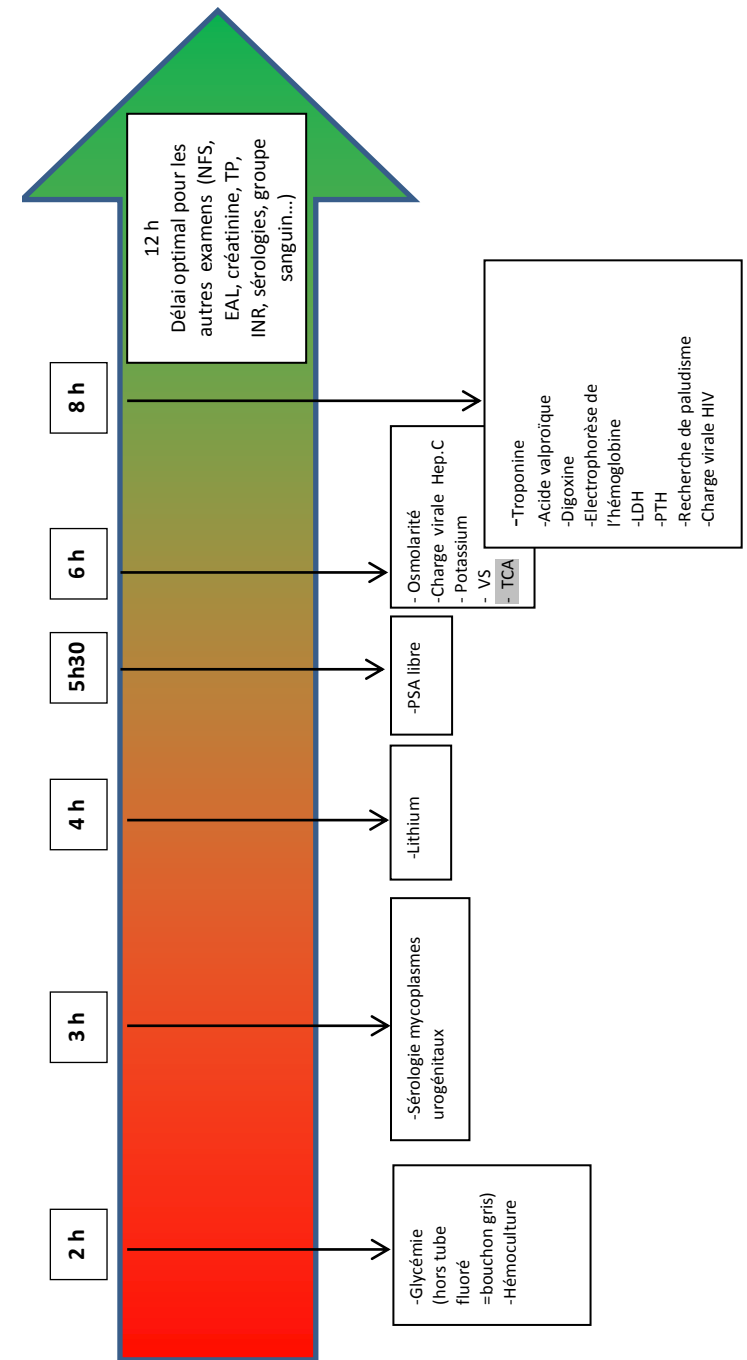 2 h
3 h
4 h
5h30
6 h
8 h
12 h
Délai optimal pour les
autres examens (NFS,
EAL, créatinine, TP,
INR, sérologies, groupe
sanguin...)
-Glycémie
(hors tube
fluoré
=bouchon gris)
-Hémoculture
-Sérologie mycoplasmes
urogénitaux
-Lithium
-PSA libre
- Osmolarité
-Charge virale Hep.C
- Potassium
- VS
- TCA
-Troponine
-Acide valproïque
-Digoxine
-Electrophorèse de
l'hémoglobine
-LDH
-PTH
-Recherche de paludisme
-Charge virale HIV